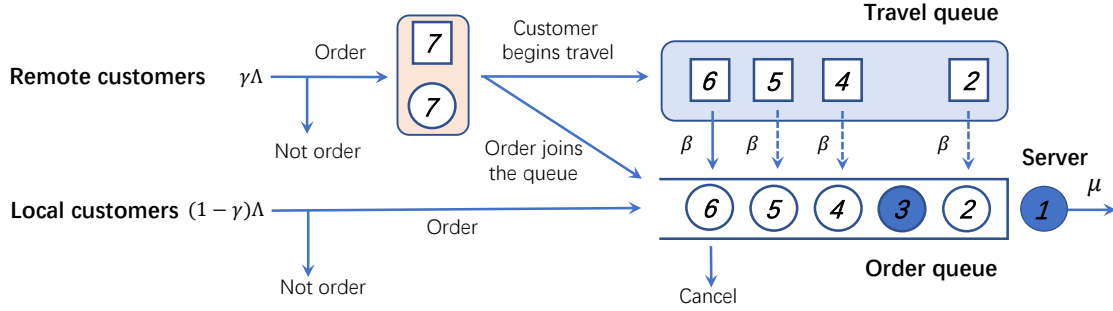 Travel queue
Customer
begins travel
Order
7
Remote customers γΛ
6 5 4 2
7
Not order
Order joins
the queue
β β β β
Server
μ
Local customers (1 − γ)Λ
Order
6 5 4 3 2 1
Not order
Order queue
Cancel